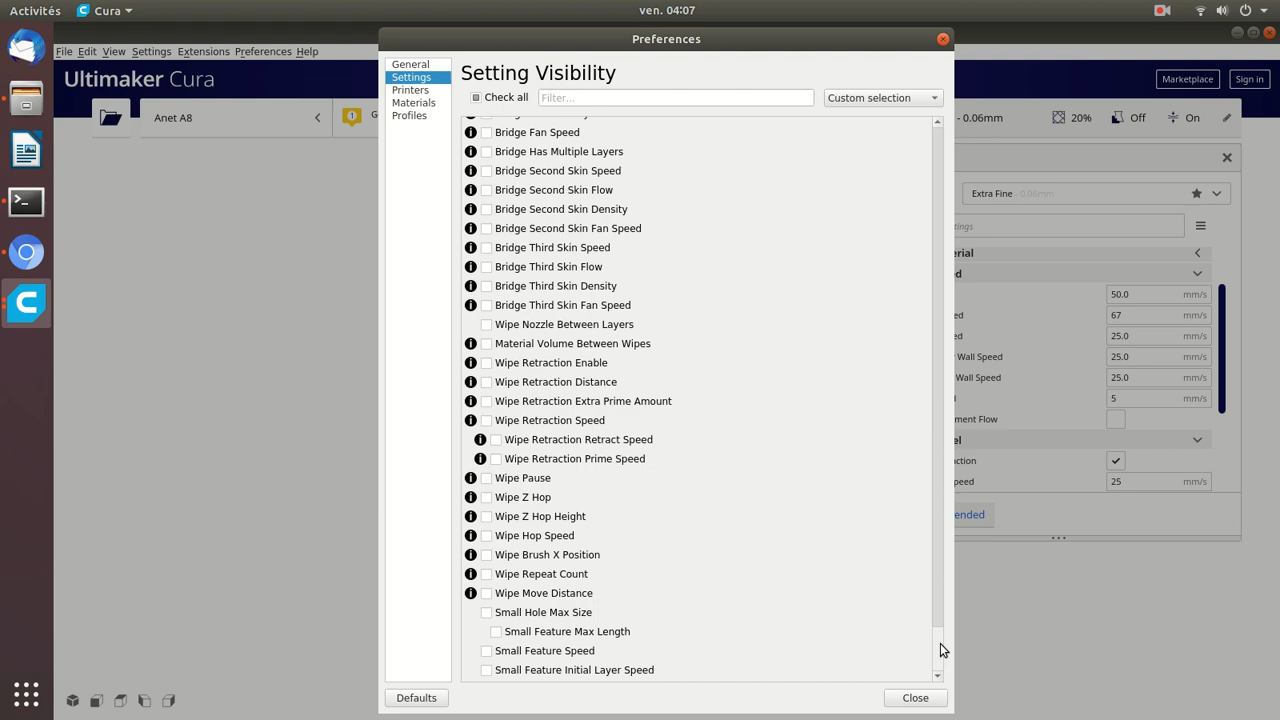 Activités
Cura
ven. 04:07
Preferences
File Edit View Settings Extensions Preferences Help
Ultimaker Cura
Marketplace
Sign in
Anet A8
- 0.06mm
20%
Off
On
General
Settings
Printers
Materials
Profiles
Setting Visibility
Check all
Filter...
Custom selection
Bridge Fan Speed
Bridge Has Multiple Layers
Bridge Second Skin Speed
Bridge Second Skin Flow
Bridge Second Skin Density
Bridge Second Skin Fan Speed
Bridge Third Skin Speed
Bridge Third Skin Flow
Bridge Third Skin Density
Bridge Third Skin Fan Speed
Wipe Nozzle Between Layers
Material Volume Between Wipes
Wipe Retraction Enable
Wipe Retraction Distance
Wipe Retraction Extra Prime Amount
Wipe Retraction Speed
Wipe Retraction Retract Speed
Wipe Retraction Prime Speed
Wipe Pause
Wipe Z Hop
Wipe Z Hop Height
Wipe Hop Speed
Wipe Brush X Position
Wipe Repeat Count
Wipe Move Distance
Small Hole Max Size
Small Feature Max Length
Small Feature Speed
Small Feature Initial Layer Speed
Defaults
Close
Extra Fine - 0.06mm
tings
erial
ed
50.0 mm/s
ed 67 mm/s
ed 25.0 mm/s
Wall Speed 25.0 mm/s
Wall Speed 25.0 mm/s
d 5 mm/s
ment Flow
el
action
peed 25 mm/s
ended